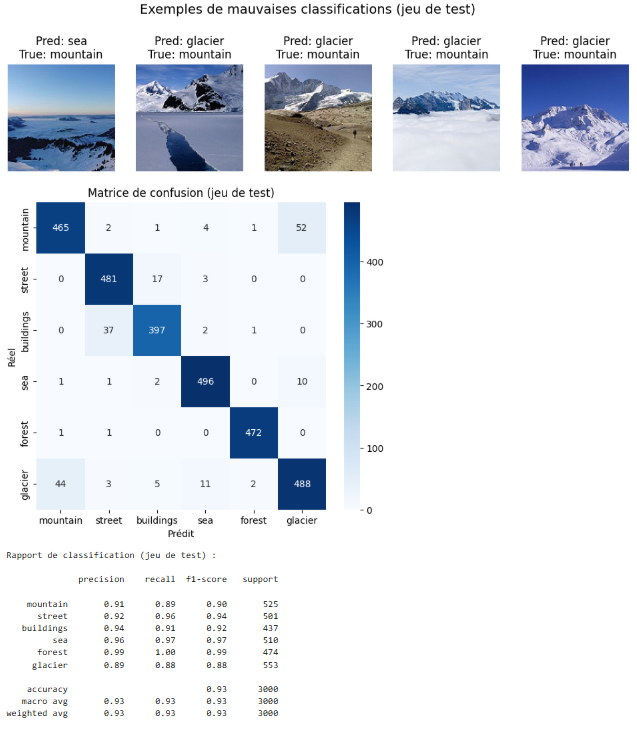 Exemples de mauvaises classifications (jeu de test)
Pred: sea Pred: glacier Pred: glacier Pred: glacier Pred: glacier
True: mountain True: mountain True: mountain True: mountain True: mountain
Matrice de confusion (jeu de test)
mountain 465 2 1 4 1 52
street 0 481 17 3 0 0
buildings 0 37 397 2 1 0
sea 1 1 2 496 0 10
forest 1 1 0 0 472 0
glacier 44 3 5 11 2 488
mountain street buildings sea forest glacier
Prédit
Réel
400
300
200
100
0
Rapport de classification (jeu de test) :
precision recall f1-score support
mountain 0.91 0.89 0.90 525
street 0.92 0.96 0.94 501
buildings 0.94 0.91 0.92 437
sea 0.96 0.97 0.97 510
forest 0.99 1.00 0.99 474
glacier 0.89 0.88 0.88 553
accuracy 0.93 3000
macro avg 0.93 0.93 0.93 3000
weighted avg 0.93 0.93 0.93 3000